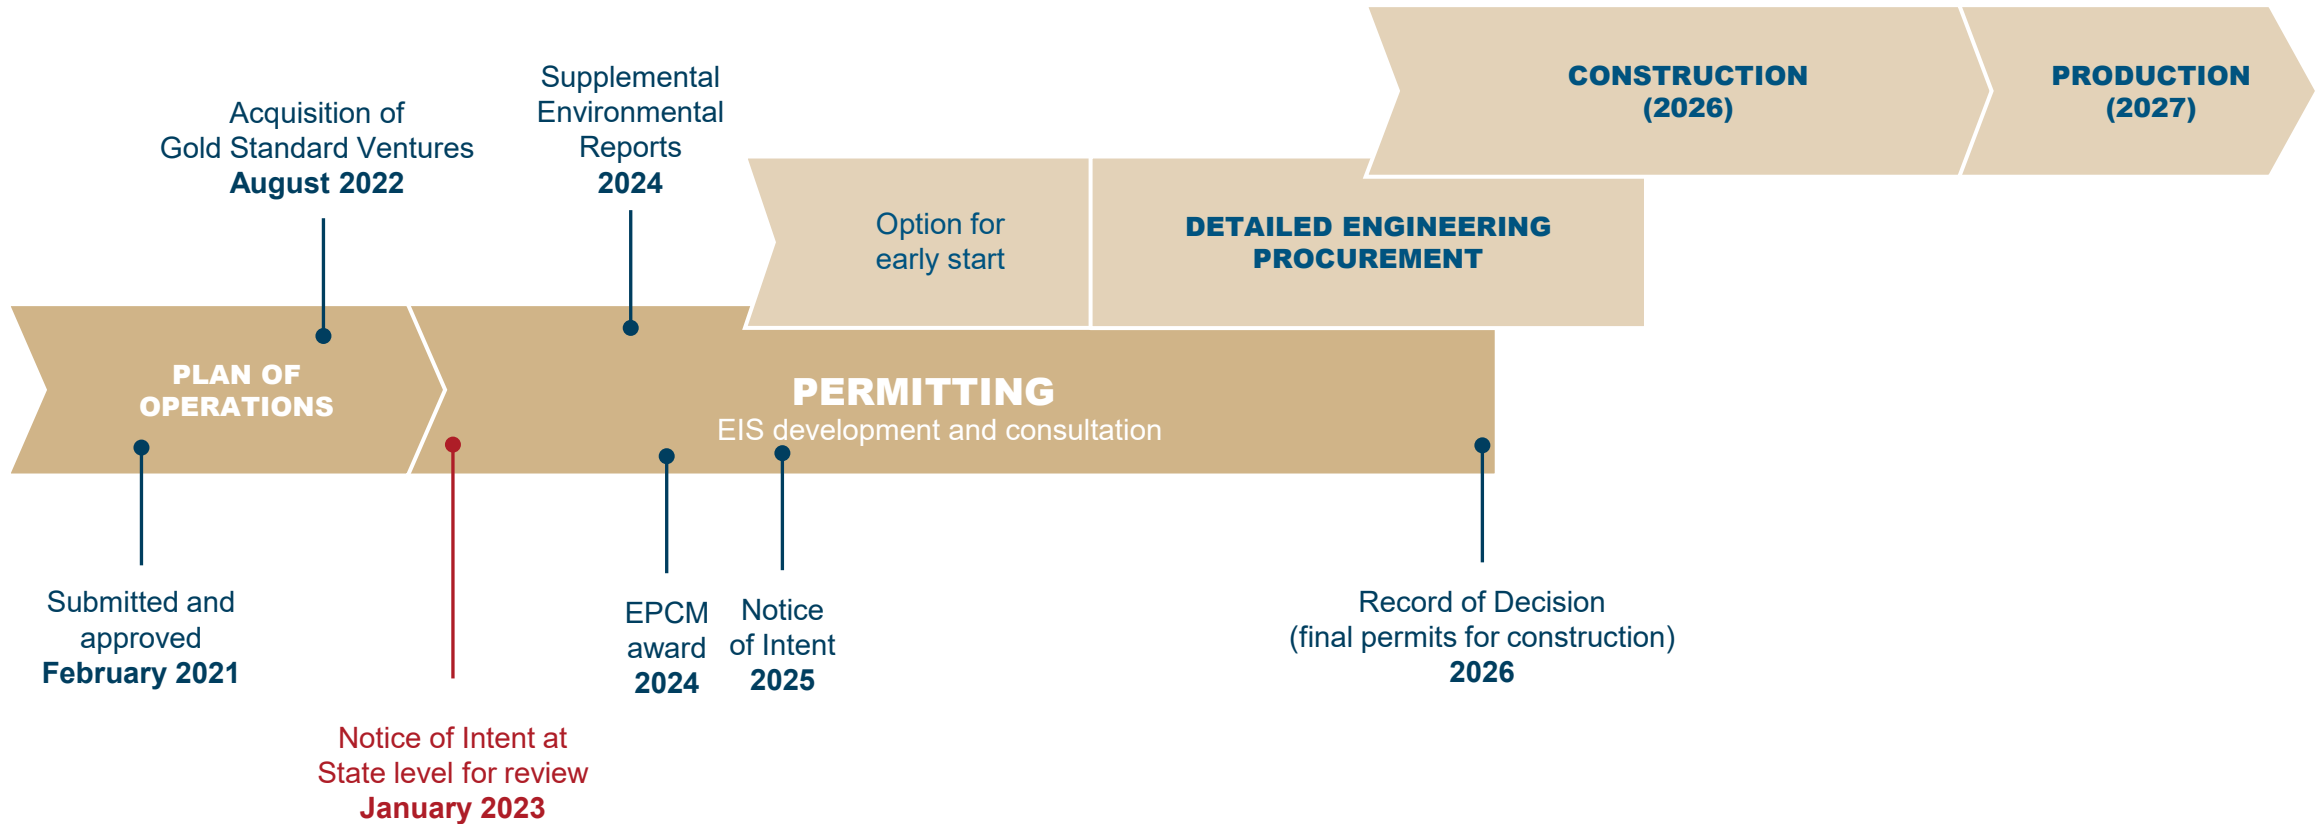 CONSTRUCTION
(2026)
PRODUCTION
(2027)
Supplemental
Environmental
Reports
2024
Acquisition of
Gold Standard Ventures
August 2022
Option for
early start
DETAILED ENGINEERING
PROCUREMENT
PLAN OF
OPERATIONS
PERMITTING
EIS development and consultation
Submitted and
approved
February 2021
EPCM
award
2024
Notice
of Intent
2025
Record of Decision
(final permits for construction)
2026
Notice of Intent at
State level for review
January 2023